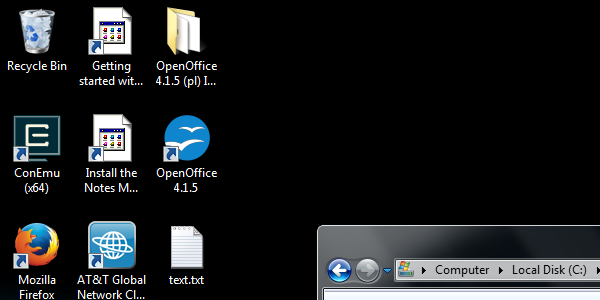 Recycle Bin
Getting
started wit...
OpenOffice
4.1.5 (pl) I...
ConEmu
(x64)
Install the
Notes M...
OpenOffice
4.1.5
Mozilla
Firefox
AT&T Global
Network Cl...
text.txt
Computer
Local Disk (C:)